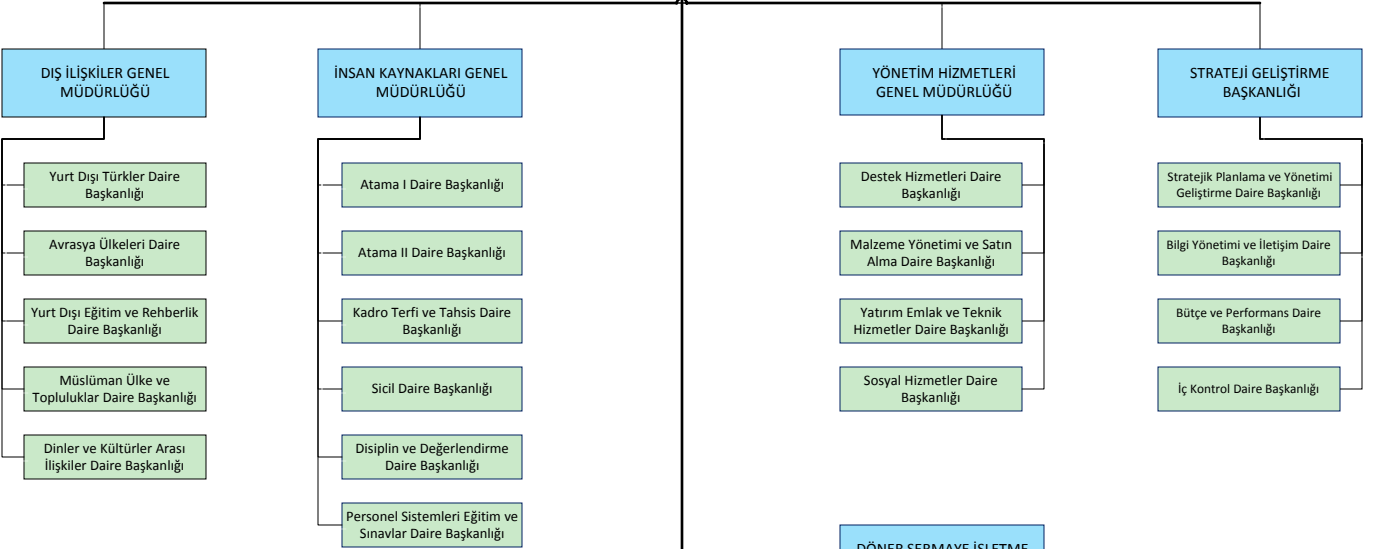 DIŞ İLİŞKİLER GENEL
MÜDÜRLÜĞÜ
Yurt Dışı Türkler Daire
Başkanlığı
Avrasya Ülkeleri Daire
Başkanlığı
Yurt Dışı Eğitim ve Rehberlik
Daire Başkanlığı
Müslüman Ülke ve
Topluluklar Daire Başkanlığı
Dinler ve Kültürler Arası
İlişkiler Daire Başkanlığı
İNSAN KAYNAKLARI GENEL
MÜDÜRLÜĞÜ
Atama I Daire Başkanlığı
Atama II Daire Başkanlığı
Kadro Terfi ve Tahsis Daire
Başkanlığı
Sicil Daire Başkanlığı
Disiplin ve Değerlendirme
Daire Başkanlığı
Personel Sistemleri Eğitim ve
Sınavlar Daire Başkanlığı
YÖNETİM HİZMETLERİ
GENEL MÜDÜRLÜĞÜ
Destek Hizmetleri Daire
Başkanlığı
Malzeme Yönetimi ve Satın
Alma Daire Başkanlığı
Yatırım Emlak ve Teknik
Hizmetler Daire Başkanlığı
Sosyal Hizmetler Daire
Başkanlığı
STRATEJİ GELİŞTİRME
BAŞKANLIĞI
Stratejik Planlama ve Yönetimi
Geliştirme Daire Başkanlığı
Bilgi Yönetimi ve İletişim Daire
Başkanlığı
Bütçe ve Performans Daire
Başkanlığı
İç Kontrol Daire Başkanlığı
DÖNER SERMAYE İŞLETME